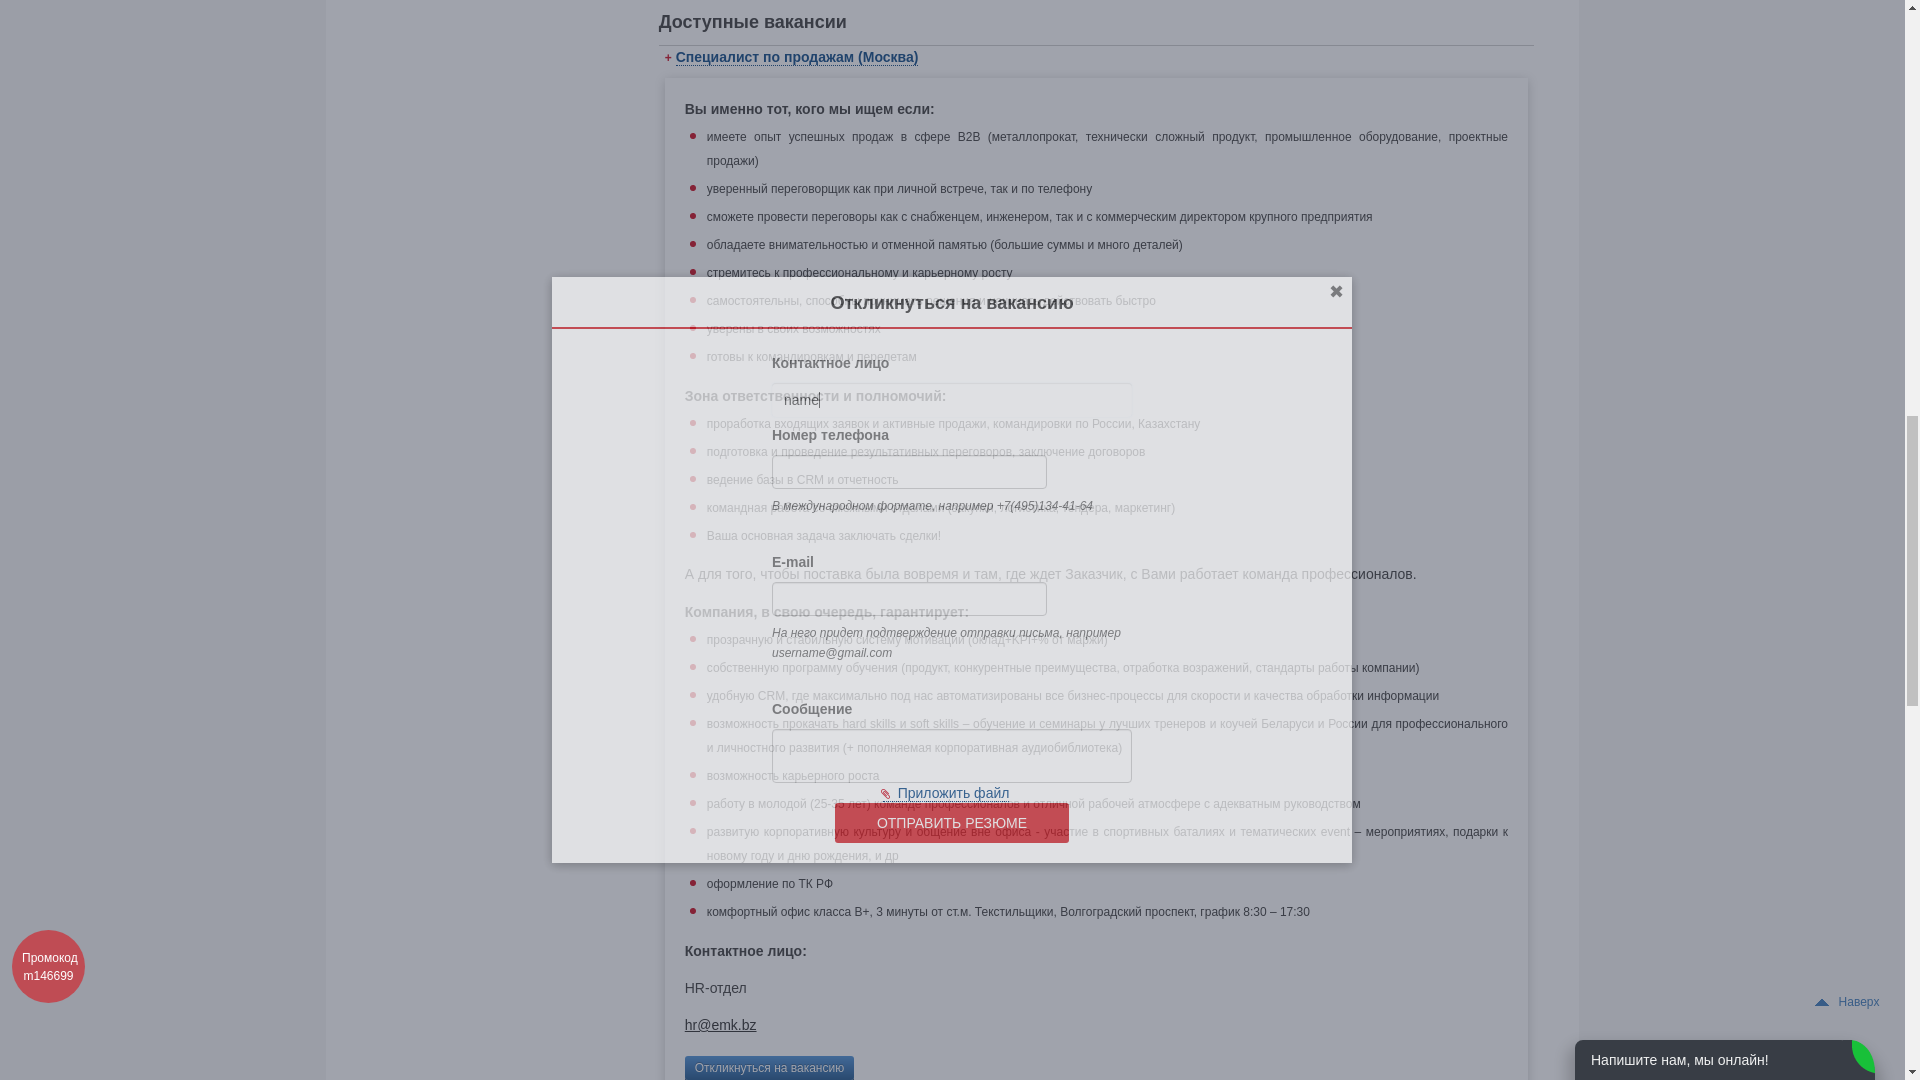 Доступные вакансии
+ Специалист по продажам (Москва)
Вы именно тот, кого мы ищем если:
имеете опыт успешных продаж в сфере B2B (металлопрокат, технически сложный продукт, промышленное оборудование, проектные
продажи)
уверенный переговорщик как при личной встрече, так и по телефону
сможете провести переговоры как с снабженцем, инженером, так и с коммерческим директором крупного предприятия
обладаете внимательностью и отменной памятью (большие суммы и много деталей)
стремитесь к профессиональному и карьерному росту
самостоятельны, быстро
Откликнуться на вакансию
✖
уверены в своих возможностях
готовы к командировкам и перелетам
Контактное лицо
Зона ответственности и полномочий:
name
проработка входящих заявок и активные продажи, командировки по России, Казахстану
Номер телефона
подготовка и проведение результативных переговоров, заключение договоров
ведение базы в CRM и отчетность
В международном формате, например +7(495)134-41-64
командная маркетинг)
Ваша основная задача заключать сделки!
E-mail
А для того, чтобы поставка была вовремя и там, где ждет Заказчик, с Вами работает команда профессионалов.
Компания, в свою очередь, гарантирует:
На него придет подтверждение отправки письма, например
username@gmail.com
прозрачную и стабильную систему мотивации (оклад+KPI+% от маржи)
собственную программу обучения (продукт, конкурентные преимущества, отработка возражений, стандарты работы компании)
удобную CRM, где максимально под нас автоматизированы все бизнес-процессы для скорости и качества обработки информации
Сообщение
возможность прокачать hard skills и soft skills – обучение и семинары у лучших тренеров и коучей Беларуси и России для профессионального
и личностного развития (+ пополняемая корпоративная аудиобиблиотека)
возможность карьерного роста
Приложить файл
работу в молодой (25-35 лет) команде профессионалов и отличной рабочей атмосфере с адекватным руководством
ОТПРАВИТЬ РЕЗЮМЕ
развитую корпоративную культуру и общение вне офиса - участие в спортивных баталиях и тематических event – мероприятиях, подарки к
новому году и дню рождения, и др
оформление по ТК РФ
комфортный офис класса В+, 3 минуты от ст.м. Текстильщики, Волгоградский проспект, график 8:30 – 17:30
Контактное лицо:
HR-отдел
hr@emk.bz
Откликнуться на вакансию
Промокод
m146699
Наверх
Напишите нам, мы онлайн!